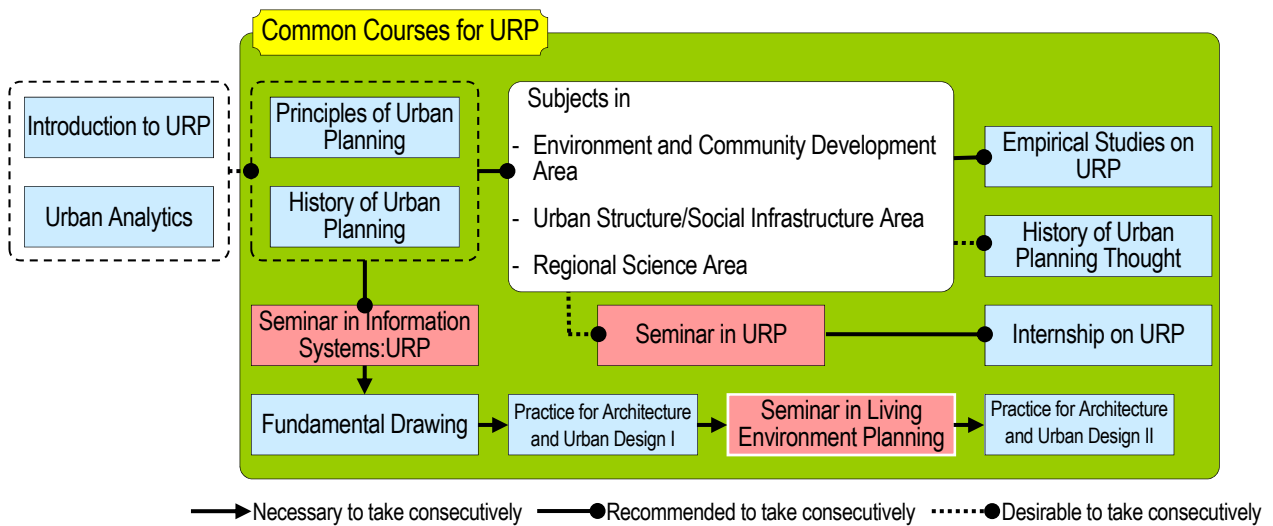 Common Courses for URP
Introduction to URP
Urban Analytics
Principles of Urban
Planning
History of Urban
Planning
Subjects in
- Environment and Community Development
Area
- Urban Structure/Social Infrastructure Area
- Regional Science Area
Empirical Studies on
URP
History of Urban
Planning Thought
Seminar in Information
Systems:URP
Seminar in URP
Internship on URP
Fundamental Drawing
Practice for Architecture
and Urban Design I
Seminar in Living
Environment Planning
Practice for Architecture
and Urban Design II
Necessary to take consecutively
Recommended to take consecutively
Desirable to take consecutively